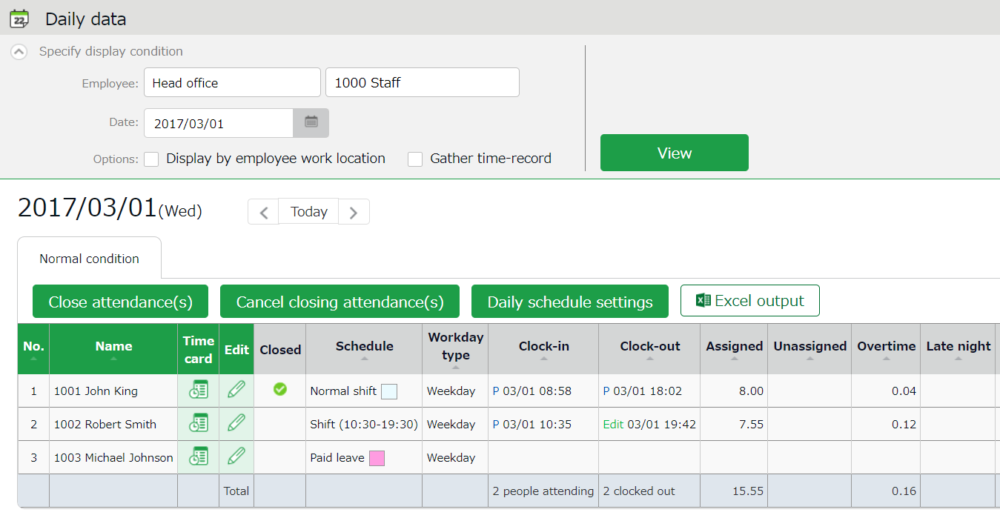 22 Daily data
Specify display condition
Employee: Head office 1000 Staff
Date: 2017/03/01
Options: Display by employee work location Gather time-record
View
2017/03/01(Wed) Today
Normal condition
Close attendance(s) Cancel closing attendance(s) Daily schedule settings Excel output
No. Name Time card Edit Closed Schedule Workday type Clock-in Clock-out Assigned Unassigned Overtime Late night
1 1001 John King Normal shift Weekday P 03/01 08:58 P 03/01 18:02 8.00 0.04
2 1002 Robert Smith Shift (10:30-19:30) Weekday P 03/01 10:35 Edit 03/01 19:42 7.55 0.12
3 1003 Michael Johnson Paid leave Weekday
Total 2 people attending 2 clocked out 15.55 0.16